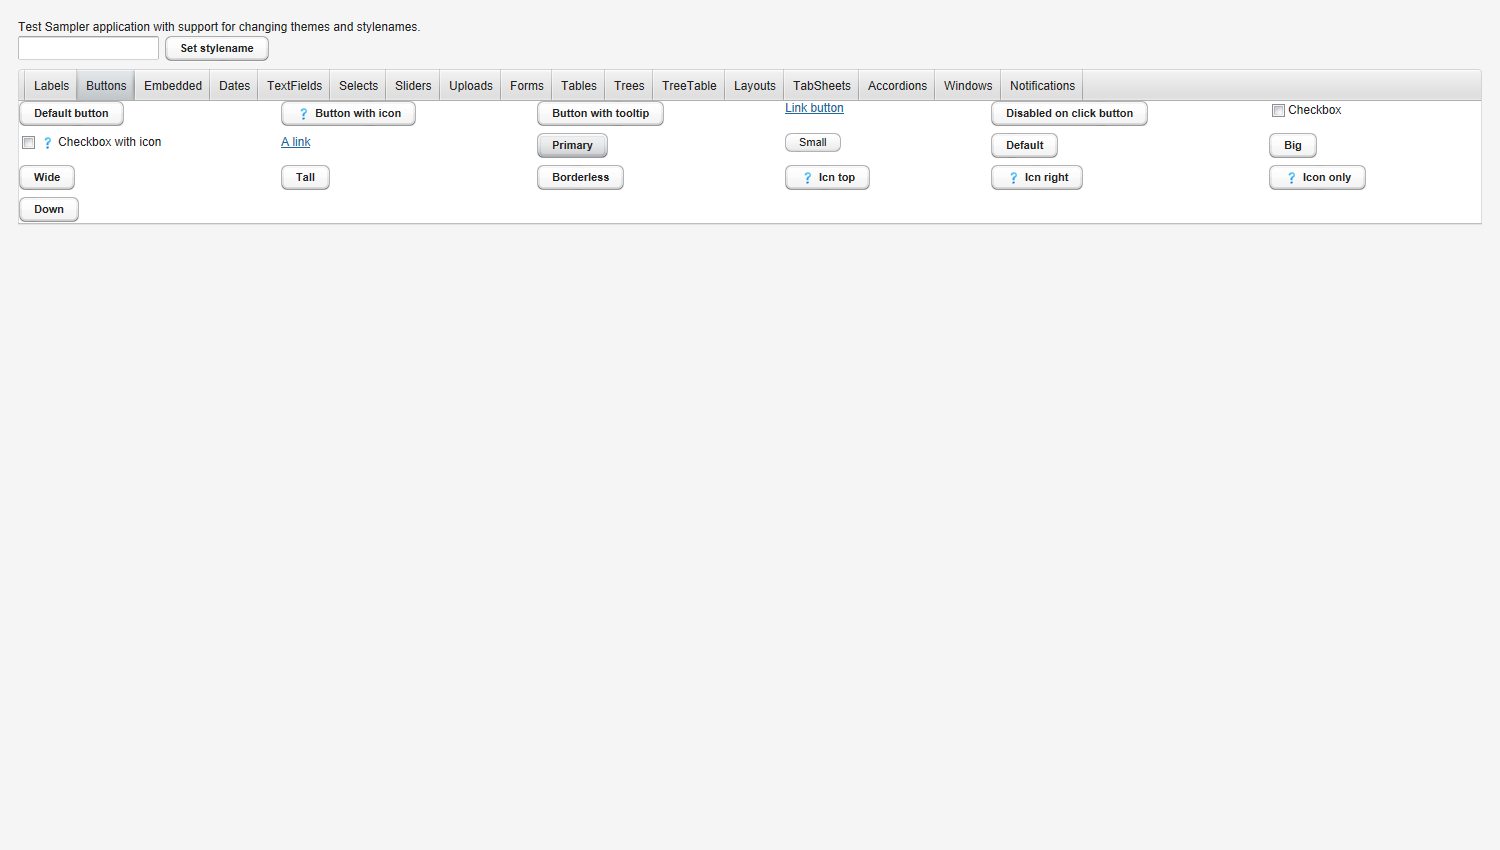 Test Sampler application with support for changing themes and stylenames.
Set stylename
Labels Buttons Embedded Dates TextFields Selects Sliders Uploads Forms Tables Trees TreeTable Layouts TabSheets Accordions Windows Notifications
Default button Button with icon Button with tooltip Link button Disabled on click button Checkbox
Checkbox with icon A link Primary Small Default Big
Wide Tall Borderless Icn top Icn right Icon only
Down